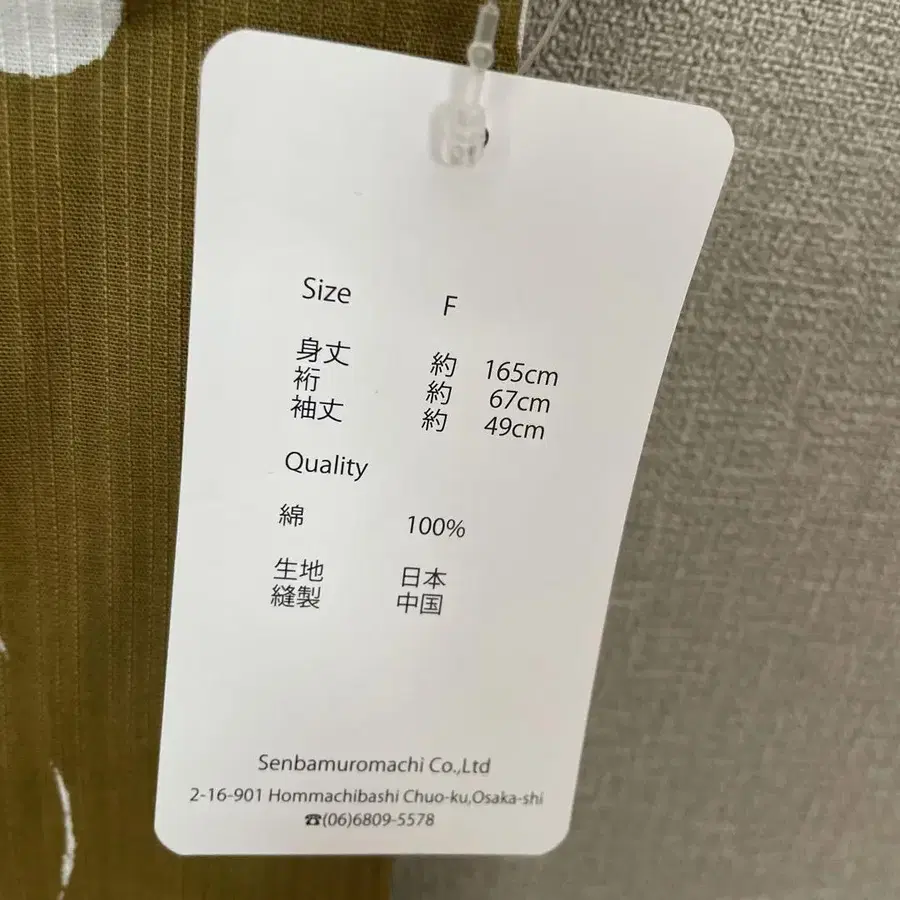 Size F
身丈 約 165cm
裄 約 67cm
袖丈 約 49cm
Quality
綿 100%
生地 日本
縫製 中国
Senbamuromachi Co.,Ltd
2-16-901 Hommachibashi Chuo-ku,Osaka-shi
☎(06)6809-5578